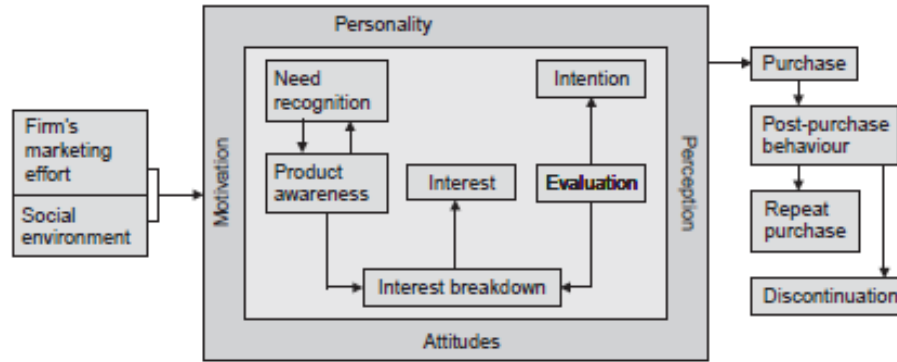 Personality
Need
recognition
Intention
Purchase
Firm's
marketing
effort
Social
environment
Motivation
Product
awareness
Interest
Evaluation
Perception
Post-purchase
behaviour
Repeat
purchase
Interest breakdown
Discontinuation
Attitudes